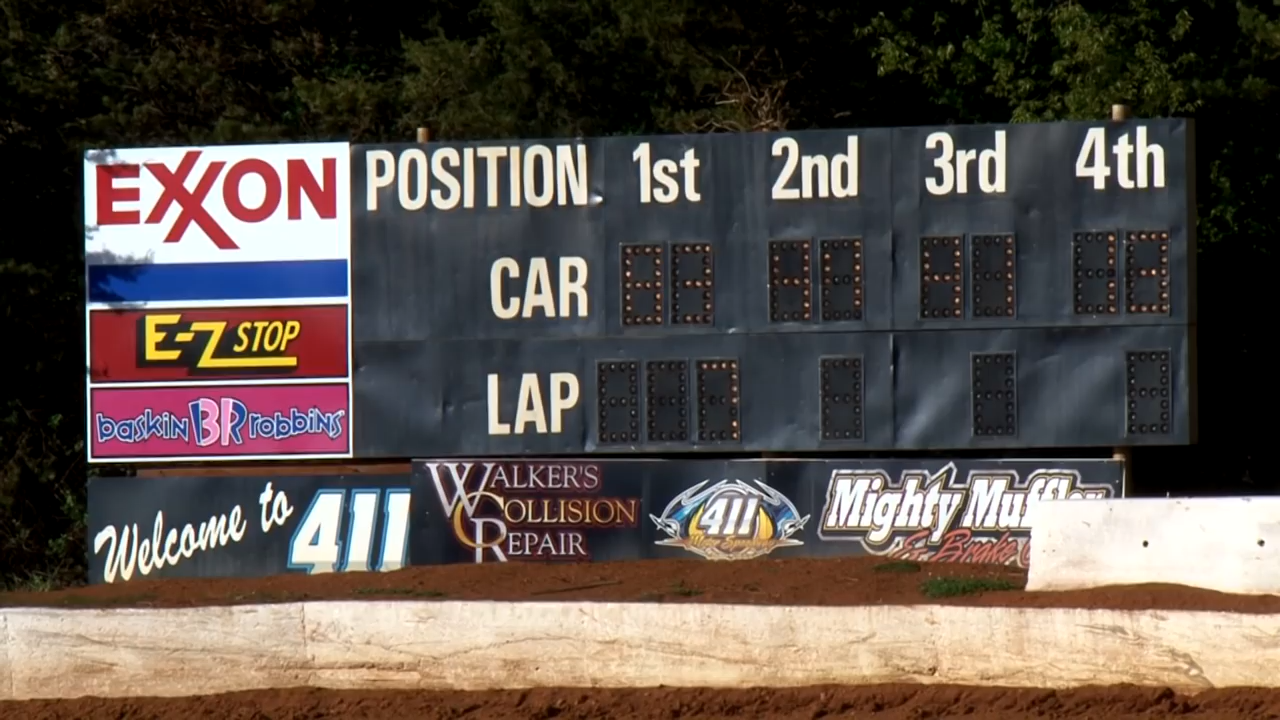 EXXON
POSITION 1st 2nd 3rd 4th
CAR
E-Z STOP
LAP
baskin BR robbins
Welcome to 411
WALKER'S
COLLISION
REPAIR
411
Mighty Muffler
& Brake